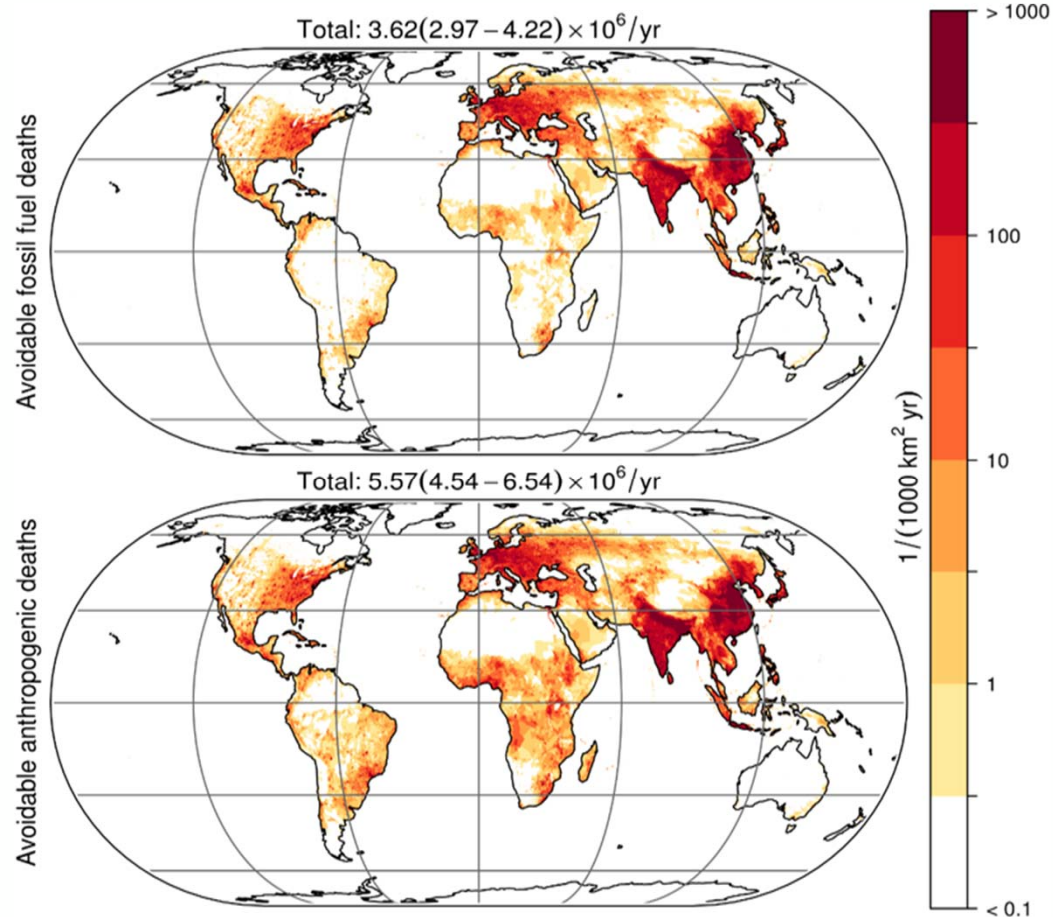 Total: 3.62(2.97 – 4.22) × 10⁶/yr
Avoidable fossil fuel deaths
Total: 5.57(4.54 – 6.54) × 10⁶/yr
Avoidable anthropogenic deaths
> 1000
100
10
1
< 0.1
1/(1000 km² yr)